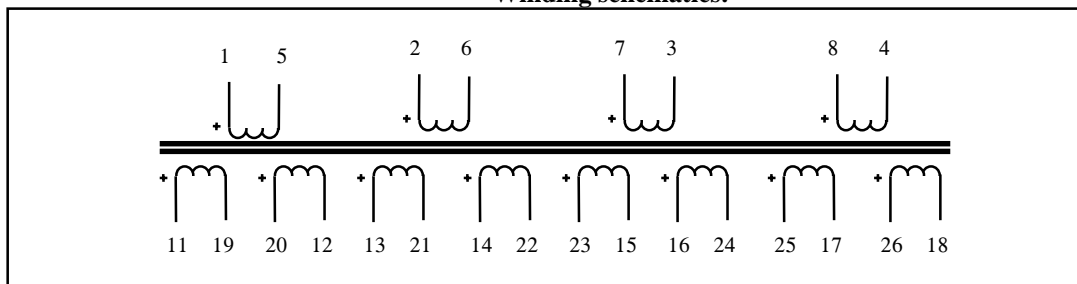 Winding schematics:
1 5 2 6 7 3 8 4
+ + + +
+ + + + + + + +
11 19 20 12 13 21 14 22 23 15 16 24 25 17 26 18